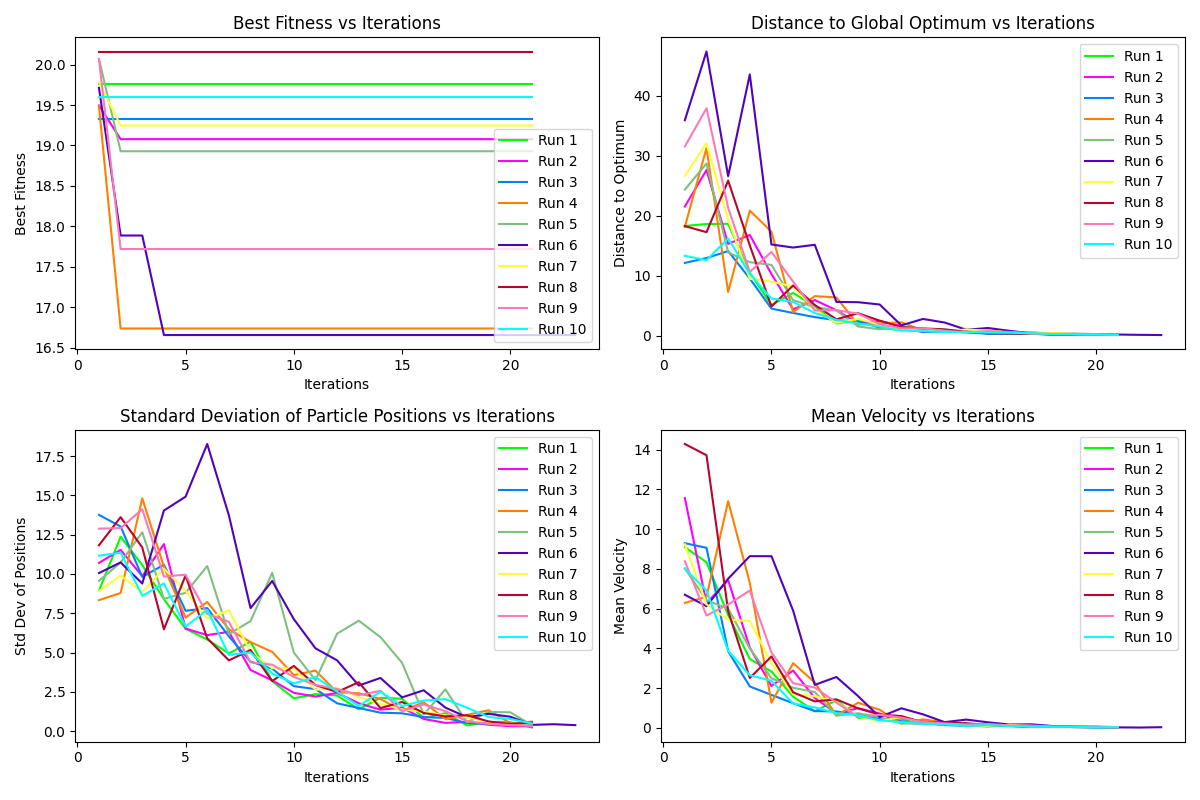 Best Fitness vs Iterations
Best Fitness
20.0
19.5
19.0
18.5
18.0
17.5
17.0
16.5
0
5
10
15
20
Iterations
Run 1
Run 2
Run 3
Run 4
Run 5
Run 6
Run 7
Run 8
Run 9
Run 10
Distance to Global Optimum vs Iterations
Distance to Optimum
40
30
20
10
0
0
5
10
15
20
Iterations
Run 1
Run 2
Run 3
Run 4
Run 5
Run 6
Run 7
Run 8
Run 9
Run 10
Standard Deviation of Particle Positions vs Iterations
Std Dev of Positions
17.5
15.0
12.5
10.0
7.5
5.0
2.5
0.0
0
5
10
15
20
Iterations
Run 1
Run 2
Run 3
Run 4
Run 5
Run 6
Run 7
Run 8
Run 9
Run 10
Mean Velocity vs Iterations
Mean Velocity
14
12
10
8
6
4
2
0
0
5
10
15
20
Iterations
Run 1
Run 2
Run 3
Run 4
Run 5
Run 6
Run 7
Run 8
Run 9
Run 10